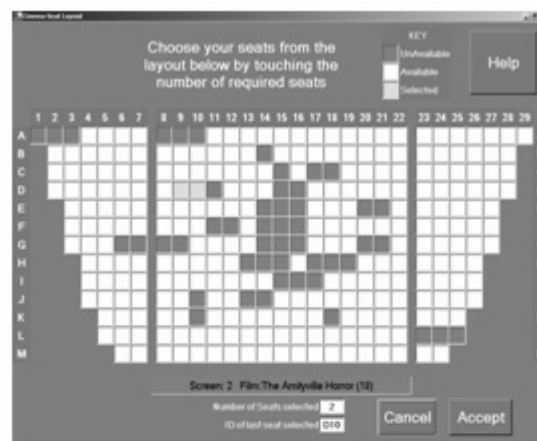 Cinema Seat Layout
Choose your seats from the
layout below by touching the
number of required seats
KEY
UnAvailable
Available
Selected
Help
1 2 3 4 5 6 7 8 9 10 11 12 13 14 15 16 17 18 19 20 21 22 23 24 25 26 27 28 29
A
B
C
D
E
F
G
H
I
J
K
L
M
Screen: 2 Film:The Amityville Horror (18)
Number of Seats selected 2
ID of last seat selected D10
Cancel
Accept